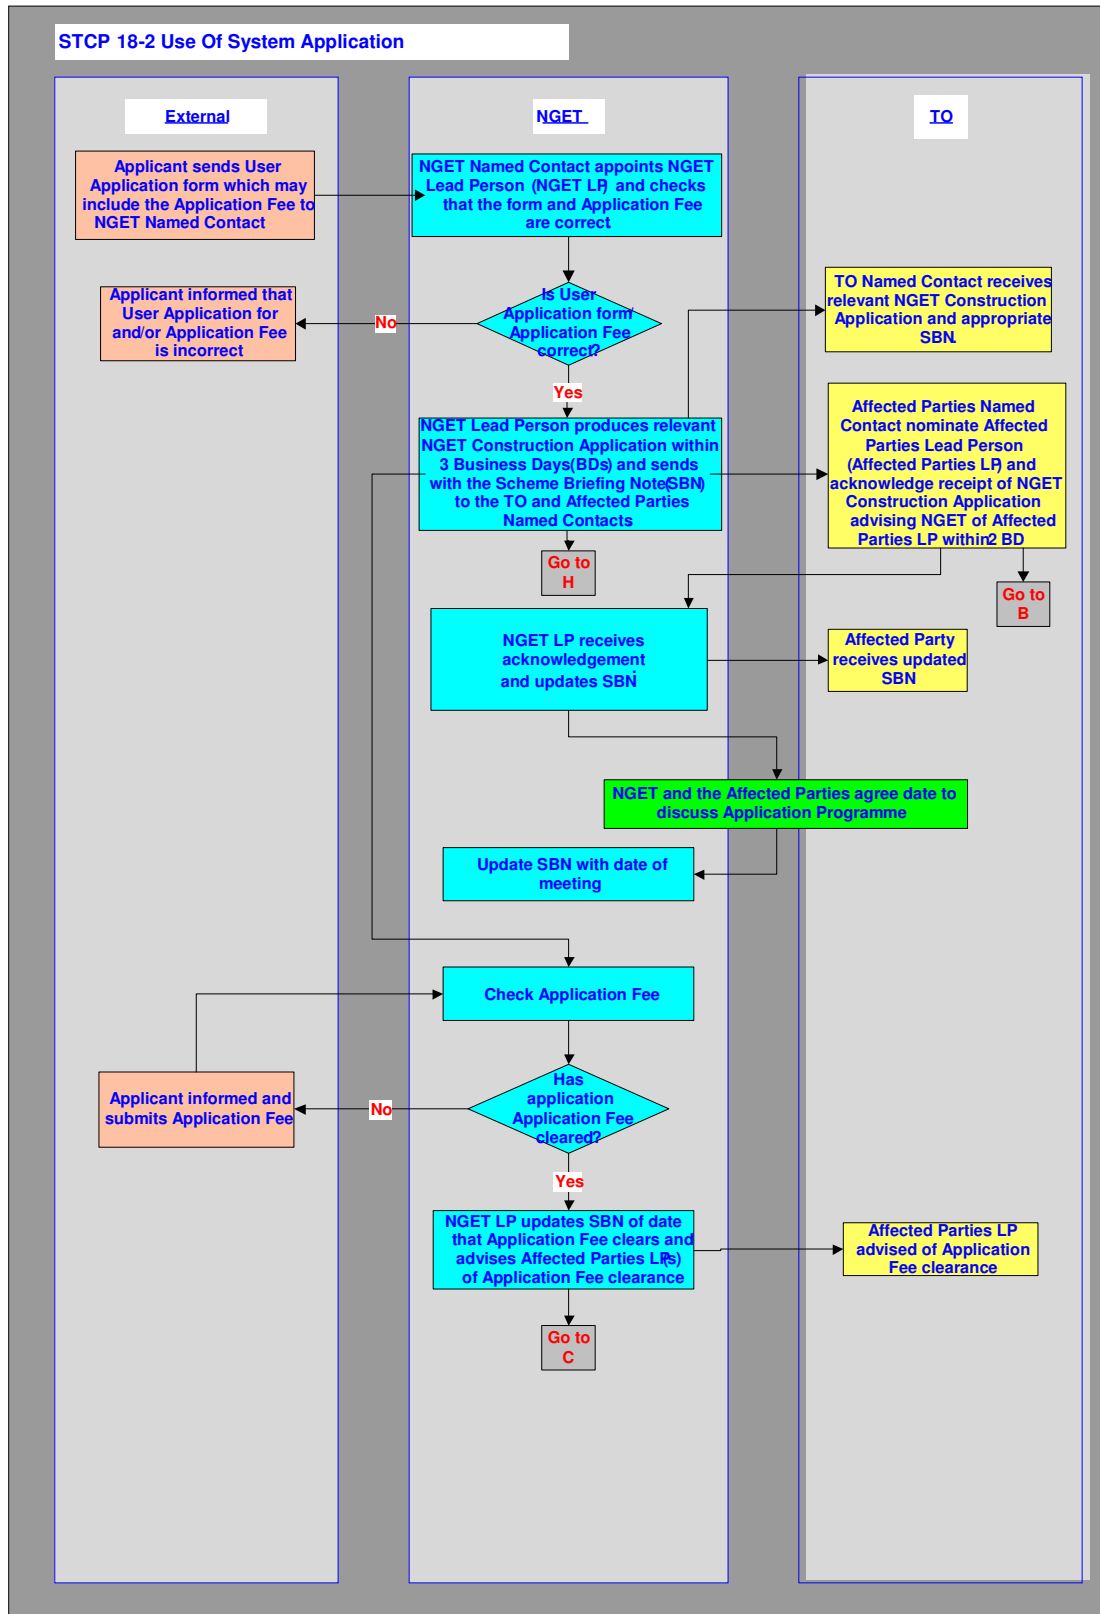 STCP 18-2 Use Of System Application
External
NGET
TO
Applicant sends User
Application form which may
include the Application Fee to
NGET Named Contact
NGET Named Contact appoints NGET
Lead Person (NGET LP) and checks
that the form and Application Fee
are correct
Applicant informed that
User Application for
and/or Application Fee
is incorrect
No
Is User
Application form/
Application Fee
correct?
TO Named Contact receives
relevant NGET Construction
Application and appropriate
SBN.
Yes
NGET Lead Person produces relevant
NGET Construction Application within
3 Business Days(BDs) and sends
with the Scheme Briefing Note(SBN)
to the TO and Affected Parties
Named Contacts
Affected Parties Named
Contact nominate Affected
Parties Lead Person
(Affected Parties LP) and
acknowledge receipt of NGET
Construction Application
advising NGET of Affected
Parties LP within2 BD
Go to
H
Go to
B
NGET LP receives
acknowledgement
and updates SBN.
Affected Party
receives updated
SBN
NGET and the Affected Parties agree date to
discuss Application Programme
Update SBN with date of
meeting
Check Application Fee
Applicant informed and
submits Application Fee
No
Has
application
Application Fee
cleared?
Yes
NGET LP updates SBN of date
that Application Fee clears and
advises Affected Parties LP(s)
of Application Fee clearance
Affected Parties LP
advised of Application
Fee clearance
Go to
C